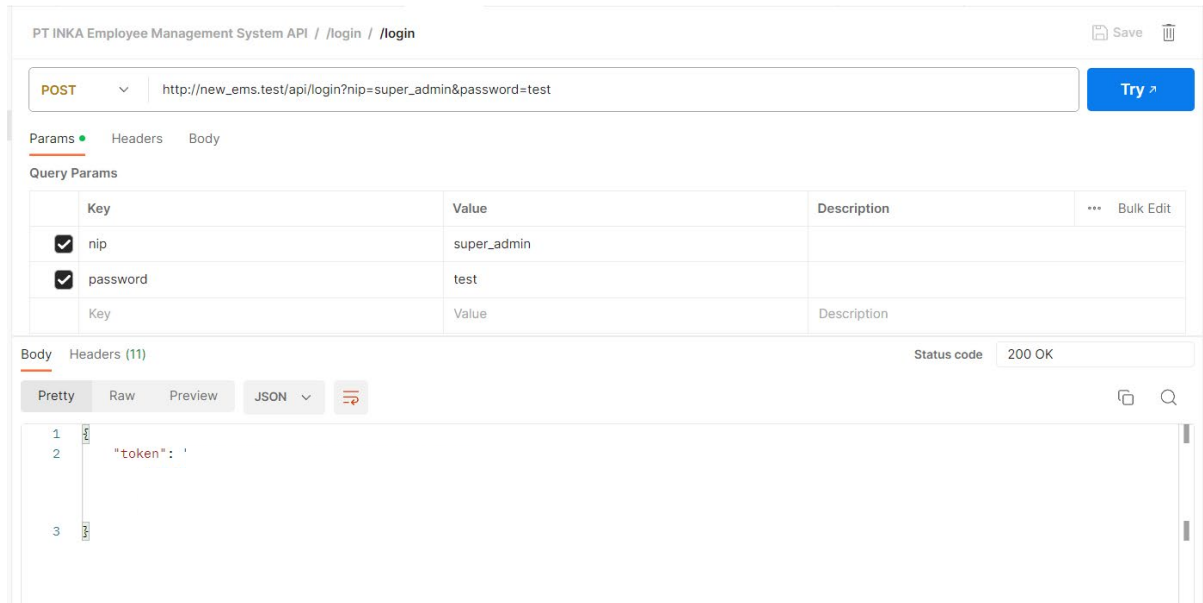 PT INKA Employee Management System API / /login / /login Save
POST http://new_ems.test/api/login?nip=super_admin&password=test Try
Params Headers Body
Query Params
Key Value Description ••• Bulk Edit
nip super_admin
password test
Key Value Description
Body Headers (11) Status code 200 OK
Pretty Raw Preview JSON
1 {
2 "token": '
3 }